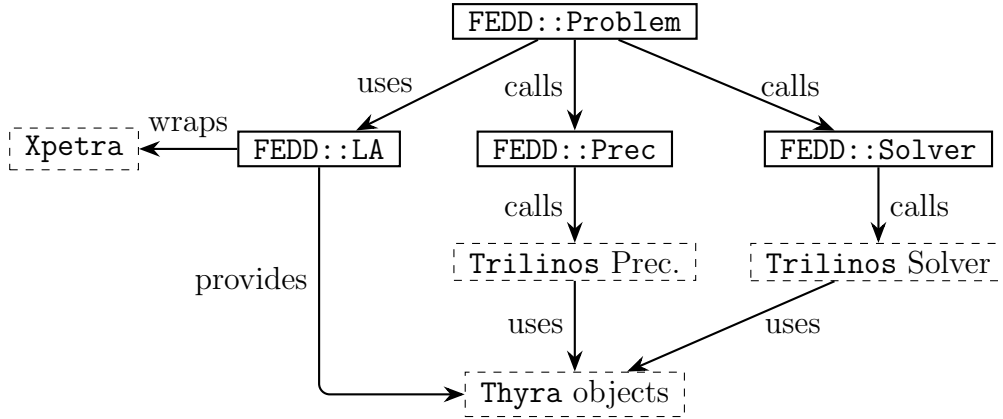 FEDD::Problem
uses
calls
calls
wraps
Xpetra
FEDD::LA
FEDD::Prec
FEDD::Solver
calls
calls
Trilinos Prec.
Trilinos Solver
provides
uses
uses
Thyra objects